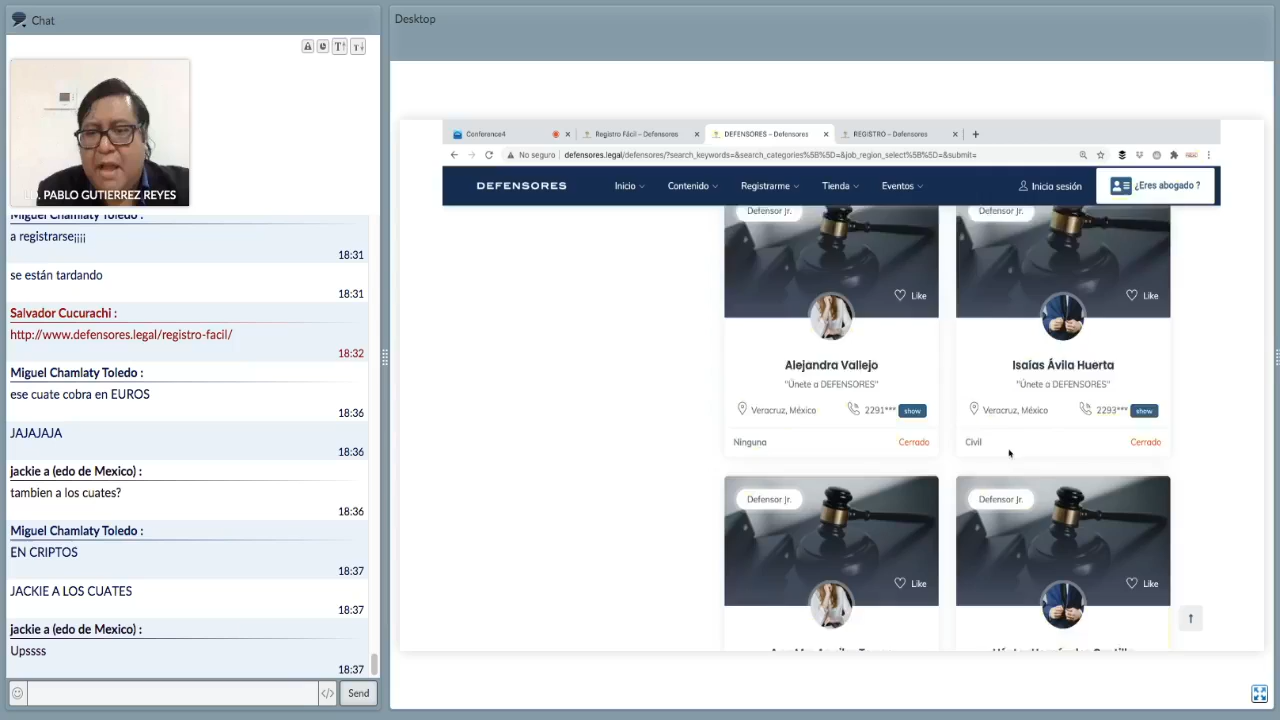 Chat
D. PABLO GUTIERREZ REYES
Miguel Chamlaty Toledo :
a registrarse¡¡¡¡
18:31
se están tardando
18:31
Salvador Cucurachi :
http://www.defensores.legal/registro-facil/
18:32
Miguel Chamlaty Toledo :
ese cuate cobra en EUROS
18:36
JAJAJAJA
18:36
jackie a (edo de Mexico) :
tambien a los cuates?
18:36
Miguel Chamlaty Toledo :
EN CRIPTOS
18:37
JACKIE A LOS CUATES
18:37
jackie a (edo de Mexico) :
Upssss
18:37
Send
Desktop
Conference4 Registro Fácil – Defensores DEFENSORES – Defensores REGISTRO – Defensores
No seguro defensores.legal/defensores/?search_keywords=&search_categories%5B%5D=&job_region_select%5B%5D=&submit=
DEFENSORES Inicio Contenido Registrarme Tienda Eventos Inicia sesión ¿Eres abogado ?
Defensor Jr. Defensor Jr.
Like Like
Alejandra Vallejo Isaías Ávila Huerta
"Únete a DEFENSORES" "Únete a DEFENSORES"
Veracruz, México 2291*** show Veracruz, México 2293*** show
Ninguna Cerrado Civil Cerrado
Defensor Jr. Defensor Jr.
Like Like